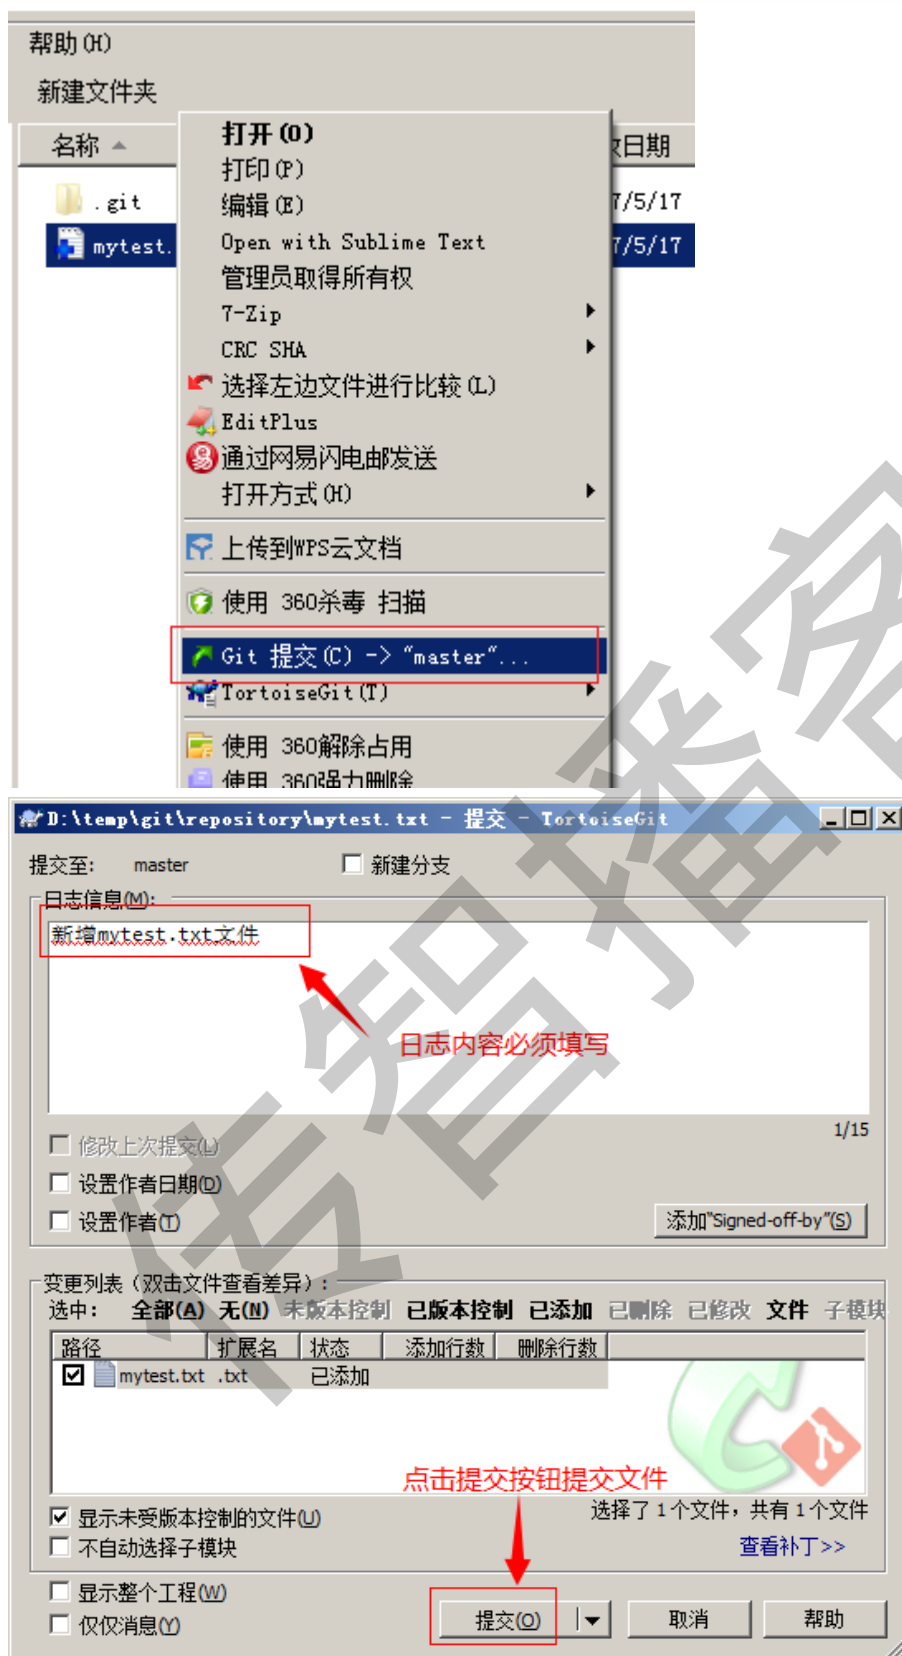 帮助(H)
新建文件夹
名称 改日期
.git 7/5/17
mytest. 7/5/17
打开(O)
打印(P)
编辑(E)
Open with Sublime Text
管理员取得所有权
7-Zip
CRC SHA
选择左边文件进行比较(L)
EditPlus
通过网易闪电邮发送
打开方式(H)
上传到WPS云文档
使用 360杀毒 扫描
Git 提交(C) -> "master"...
TortoiseGit(T)
使用 360解除占用
使用 360强力删除
D:\temp\git\repository\mytest.txt - 提交 - TortoiseGit
提交至: master 新建分支
日志信息(M):
新增mytest.txt文件
日志内容必须填写
1/15
修改上次提交(L)
设置作者日期(D)
设置作者(T)
添加"Signed-off-by"(S)
变更列表（双击文件查看差异）:
选中: 全部(A) 无(N) 未版本控制 已版本控制 已添加 已删除 已修改 文件 子模块
路径 扩展名 状态 添加行数 删除行数
mytest.txt .txt 已添加
点击提交按钮提交文件
显示未受版本控制的文件(U) 选择了 1 个文件，共有 1 个文件
不自动选择子模块 查看补丁>>
显示整个工程(W)
仅仅消息(Y)
提交(O) 取消 帮助
传智播客